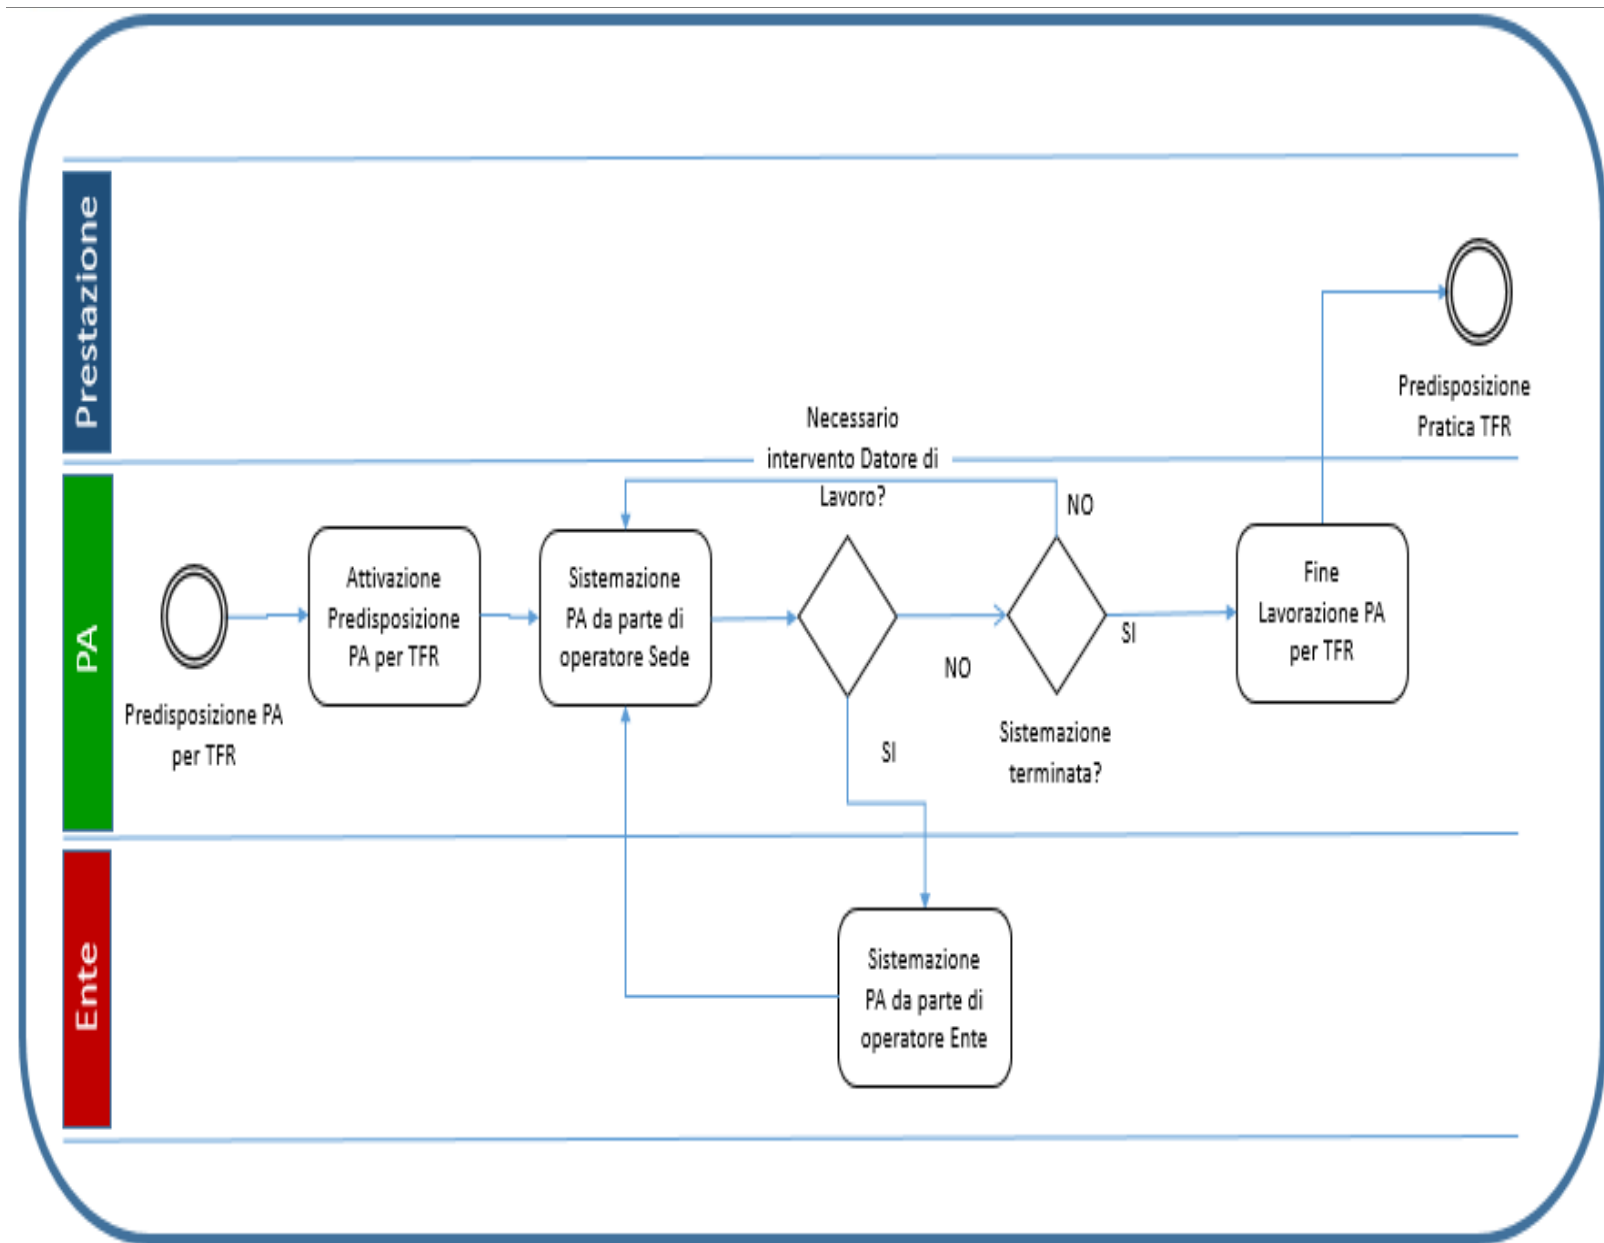 Prestazione
Predisposizione
Pratica TFR
Necessario
intervento Datore di
Lavoro?
NO
PA
Predisposizione PA
per TFR
Attivazione
Predisposizione
PA per TFR
Sistemazione
PA da parte di
operatore Sede
NO
SI
Sistemazione
terminata?
SI
Fine
Lavorazione PA
per TFR
Ente
Sistemazione
PA da parte di
operatore Ente